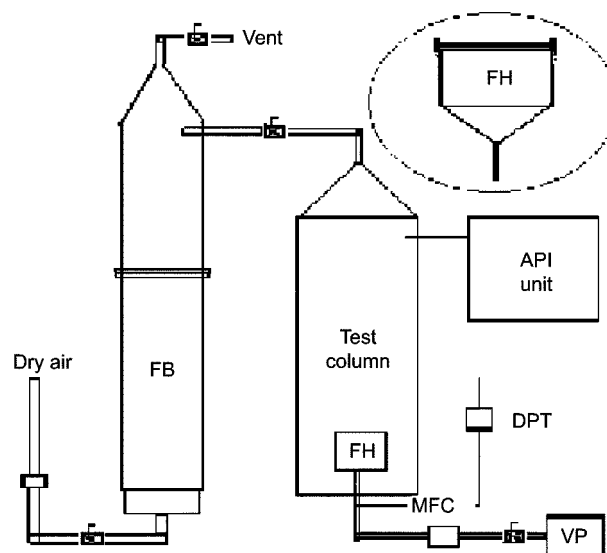 Vent
FH
API
unit
Test
column
Dry air
FB
DPT
FH
MFC
VP